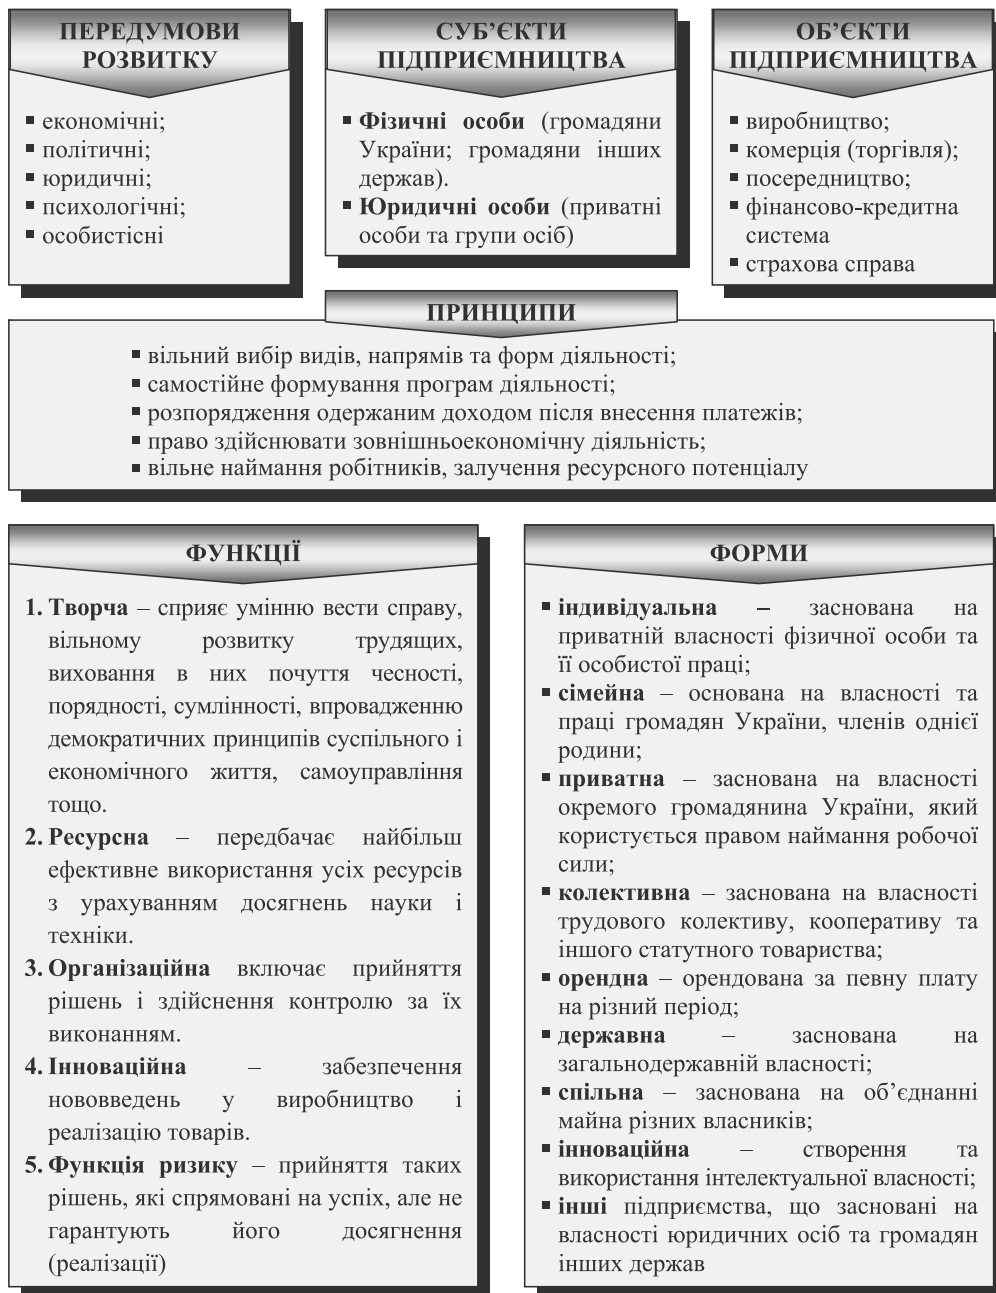 ПЕРЕДУМОВИ
РОЗВИТКУ
▪ економічні;
▪ політичні;
▪ юридичні;
▪ психологічні;
▪ особистісні
СУБ’ЄКТИ
ПІДПРИЄМНИЦТВА
▪ Фізичні особи (громадяни
України; громадяни інших
держав).
▪ Юридичні особи (приватні
особи та групи осіб)
ОБ’ЄКТИ
ПІДПРИЄМНИЦТВА
▪ виробництво;
▪ комерція (торгівля);
▪ посередництво;
▪ фінансово-кредитна
система
▪ страхова справа
ПРИНЦИПИ
▪ вільний вибір видів, напрямів та форм діяльності;
▪ самостійне формування програм діяльності;
▪ розпорядження одержаним доходом після внесення платежів;
▪ право здійснювати зовнішньоекономічну діяльність;
▪ вільне наймання робітників, залучення ресурсного потенціалу
ФУНКЦІЇ
1. Творча – сприяє умінню вести справу,
вільному розвитку трудящих,
виховання в них почуття чесності,
порядності, сумлінності, впровадженню
демократичних принципів суспільного і
економічного життя, самоуправління
тощо.
2. Ресурсна – передбачає найбільш
ефективне використання усіх ресурсів
з урахуванням досягнень науки і
техніки.
3. Організаційна включає прийняття
рішень і здійснення контролю за їх
виконанням.
4. Інноваційна – забезпечення
нововведень у виробництво і
реалізацію товарів.
5. Функція ризику – прийняття таких
рішень, які спрямовані на успіх, але не
гарантують його досягнення
(реалізації)
ФОРМИ
▪ індивідуальна – заснована на
приватній власності фізичної особи та
її особистої праці;
▪ сімейна – основана на власності та
праці громадян України, членів однієї
родини;
▪ приватна – заснована на власності
окремого громадянина України, який
користується правом наймання робочої
сили;
▪ колективна – заснована на власності
трудового колективу, кооперативу та
іншого статутного товариства;
▪ орендна – орендована за певну плату
на різний період;
▪ державна – заснована на
загальнодержавній власності;
▪ спільна – заснована на об’єднанні
майна різних власників;
▪ інноваційна – створення та
використання інтелектуальної власності;
▪ інші підприємства, що засновані на
власності юридичних осіб та громадян
інших держав